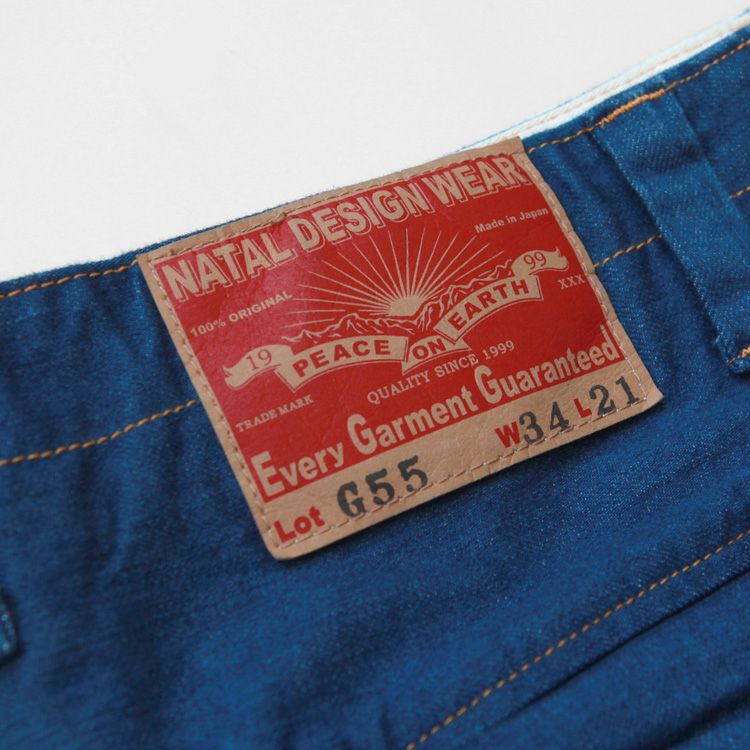 NATAL DESIGN WEAR
Made in Japan
100% ORIGINAL
XXX
19 PEACE ON EARTH 99
TRADE MARK
QUALITY SINCE 1999
Every Garment Guaranteed
Lot G55 W34 L21